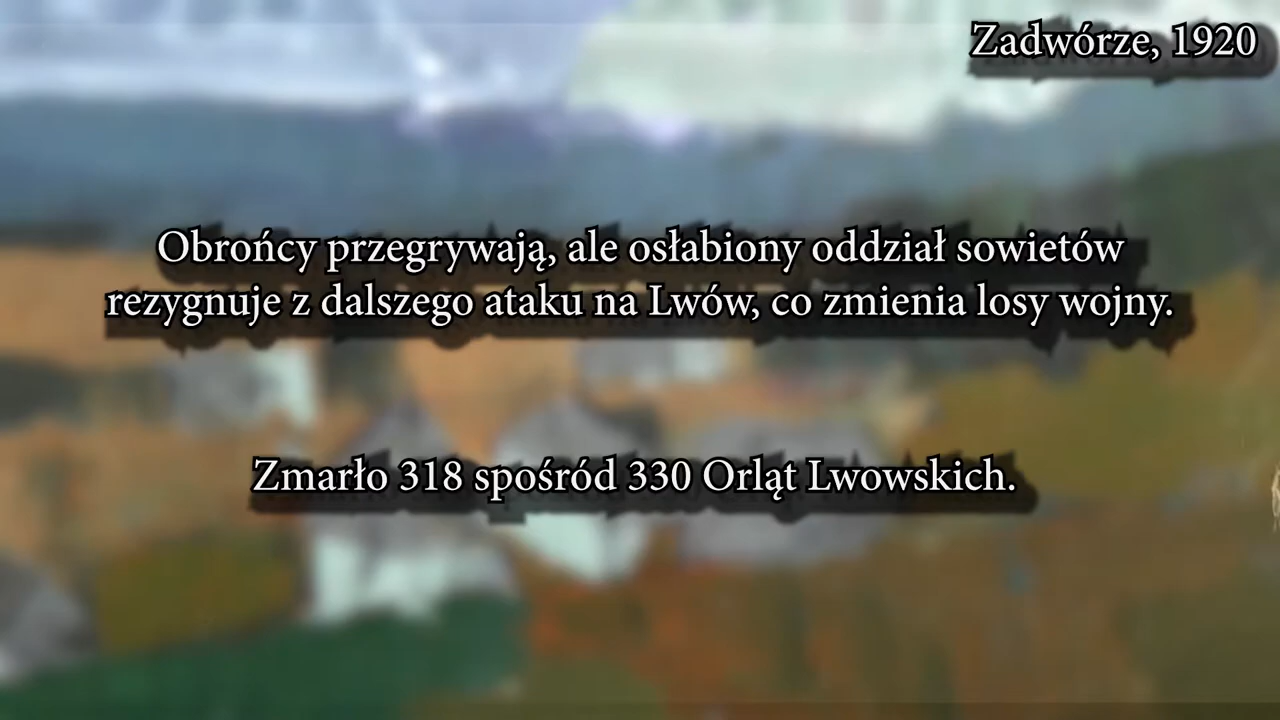 Zadwórze, 1920
Obrońcy przegrywają, ale osłabiony oddział sowietów
rezygnuje z dalszego ataku na Lwów, co zmienia losy wojny.
Zmarło 318 spośród 330 Orląt Lwowskich.